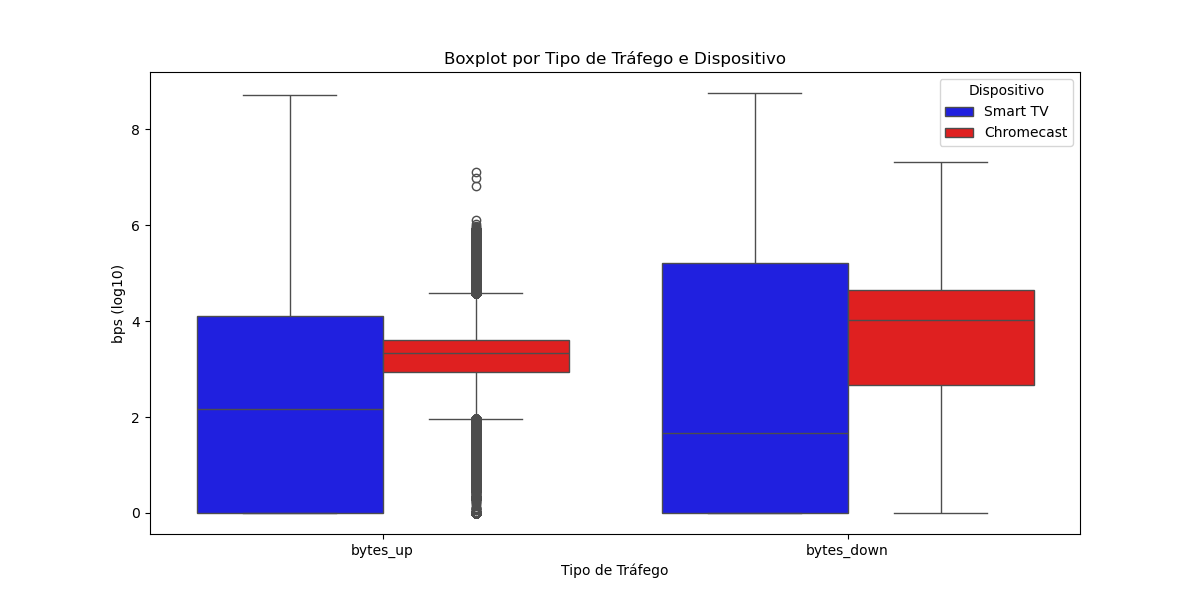 Boxplot por Tipo de Tráfego e Dispositivo
Dispositivo
Smart TV
Chromecast
bps (log10)
8
6
4
2
0
bytes_up
bytes_down
Tipo de Tráfego